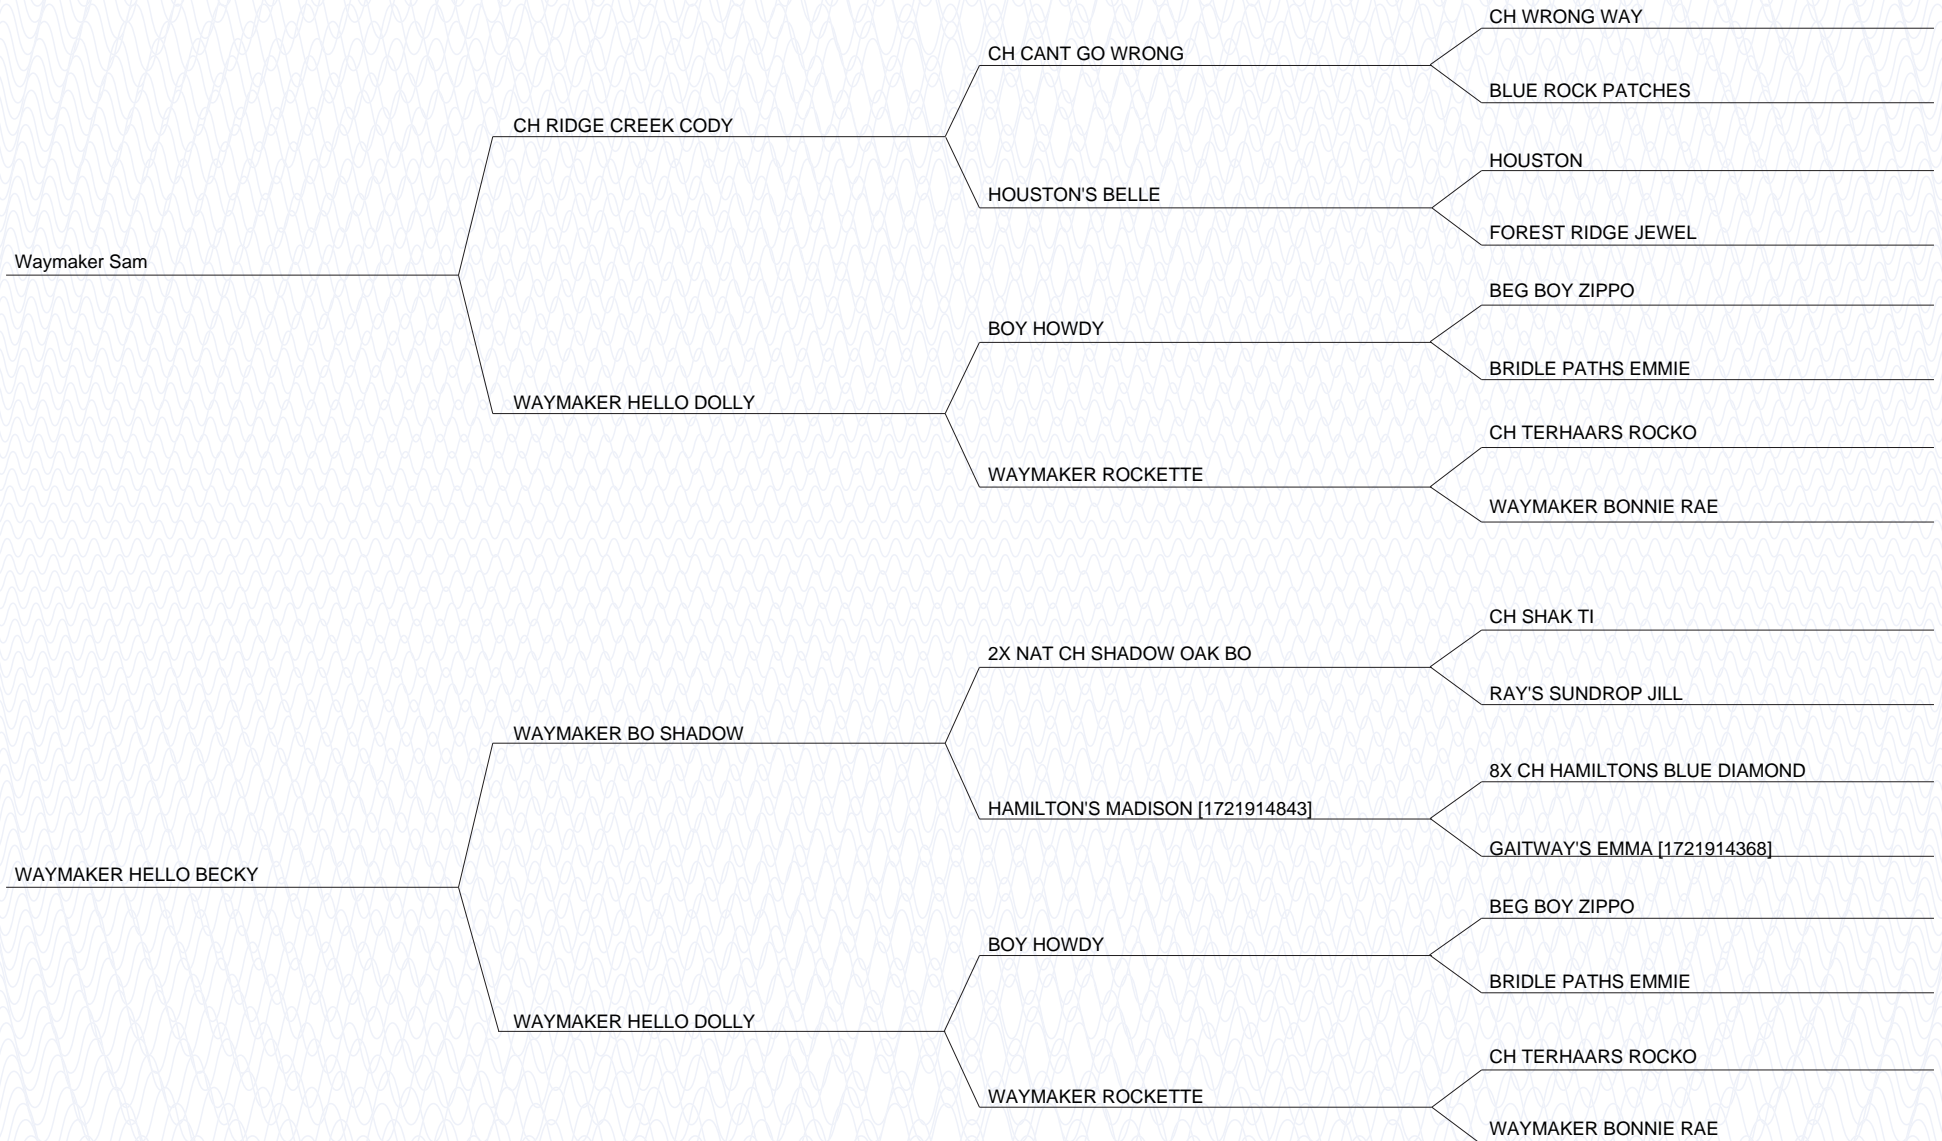 CH WRONG WAY
CH CANT GO WRONG
BLUE ROCK PATCHES
CH RIDGE CREEK CODY
HOUSTON
HOUSTON'S BELLE
FOREST RIDGE JEWEL
Waymaker Sam
BEG BOY ZIPPO
BOY HOWDY
BRIDLE PATHS EMMIE
WAYMAKER HELLO DOLLY
CH TERHAARS ROCKO
WAYMAKER ROCKETTE
WAYMAKER BONNIE RAE
CH SHAK TI
2X NAT CH SHADOW OAK BO
RAY'S SUNDROP JILL
WAYMAKER BO SHADOW
8X CH HAMILTONS BLUE DIAMOND
HAMILTON'S MADISON [1721914843]
GAITWAY'S EMMA [1721914368]
WAYMAKER HELLO BECKY
BEG BOY ZIPPO
BOY HOWDY
BRIDLE PATHS EMMIE
WAYMAKER HELLO DOLLY
CH TERHAARS ROCKO
WAYMAKER ROCKETTE
WAYMAKER BONNIE RAE